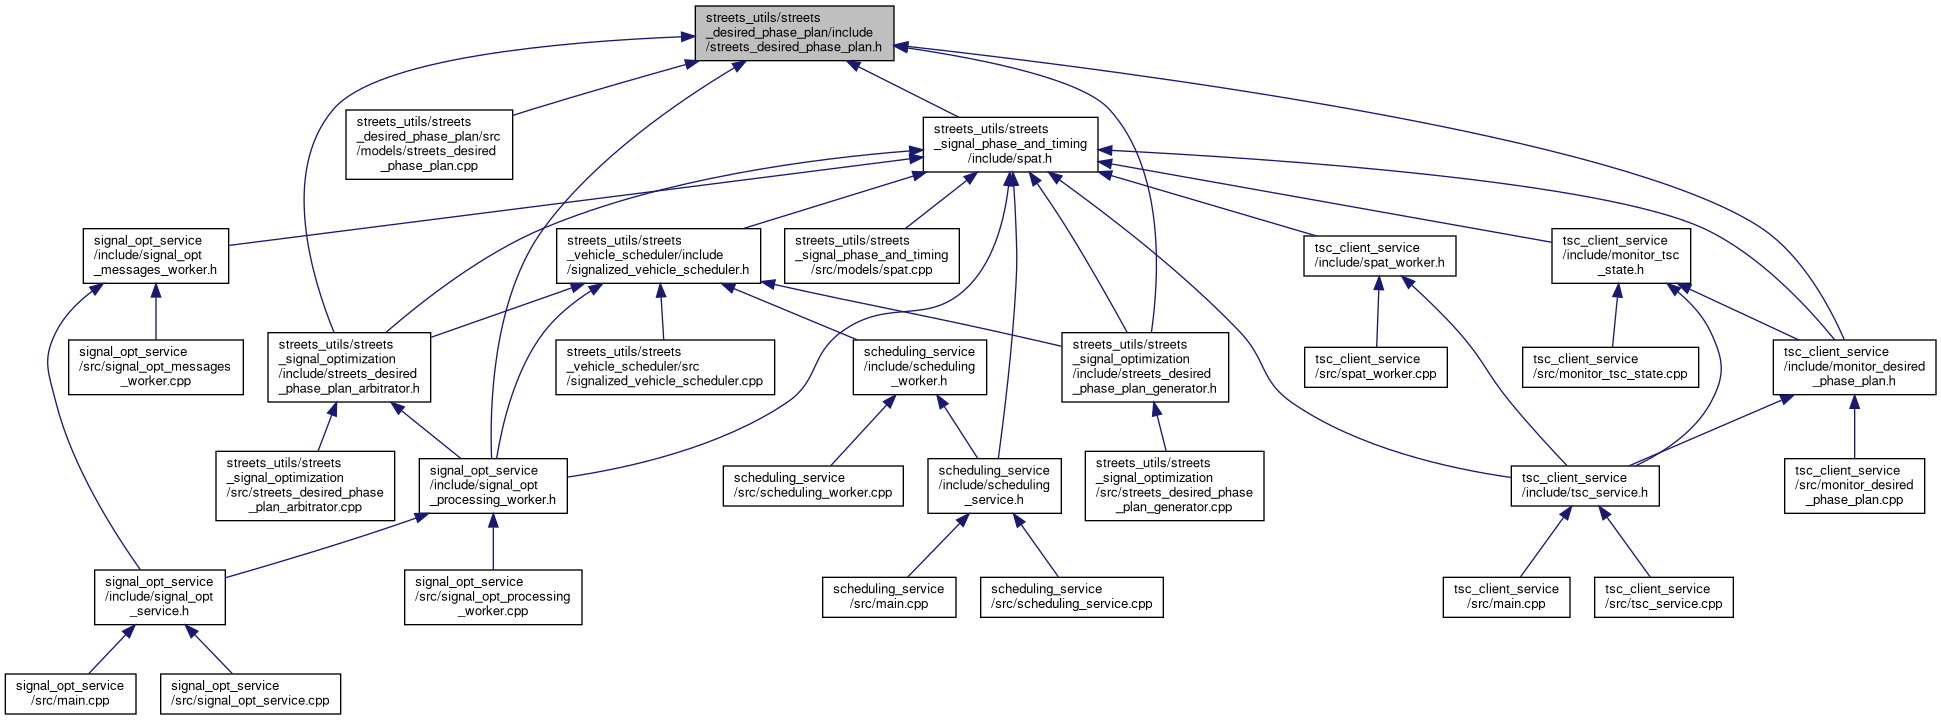 streets_utils/streets
_desired_phase_plan/include
/streets_desired_phase_plan.h
streets_utils/streets
_desired_phase_plan/src
/models/streets_desired
_phase_plan.cpp
streets_utils/streets
_signal_phase_and_timing
/include/spat.h
signal_opt_service
/include/signal_opt
_messages_worker.h
streets_utils/streets
_vehicle_scheduler/include
/signalized_vehicle_scheduler.h
streets_utils/streets
_signal_phase_and_timing
/src/models/spat.cpp
tsc_client_service
/include/spat_worker.h
tsc_client_service
/include/monitor_tsc
_state.h
signal_opt_service
/src/signal_opt_messages
_worker.cpp
streets_utils/streets
_signal_optimization
/include/streets_desired
_phase_plan_arbitrator.h
streets_utils/streets
_vehicle_scheduler/src
/signalized_vehicle_scheduler.cpp
scheduling_service
/include/scheduling
_worker.h
streets_utils/streets
_signal_optimization
/include/streets_desired
_phase_plan_generator.h
tsc_client_service
/src/spat_worker.cpp
tsc_client_service
/src/monitor_tsc_state.cpp
tsc_client_service
/include/monitor_desired
_phase_plan.h
streets_utils/streets
_signal_optimization
/src/streets_desired_phase
_plan_arbitrator.cpp
signal_opt_service
/include/signal_opt
_processing_worker.h
scheduling_service
/src/scheduling_worker.cpp
scheduling_service
/include/scheduling
_service.h
streets_utils/streets
_signal_optimization
/src/streets_desired_phase
_plan_generator.cpp
tsc_client_service
/include/tsc_service.h
tsc_client_service
/src/monitor_desired
_phase_plan.cpp
signal_opt_service
/include/signal_opt
_service.h
signal_opt_service
/src/signal_opt_processing
_worker.cpp
scheduling_service
/src/main.cpp
scheduling_service
/src/scheduling_service.cpp
tsc_client_service
/src/main.cpp
tsc_client_service
/src/tsc_service.cpp
signal_opt_service
/src/main.cpp
signal_opt_service
/src/signal_opt_service.cpp